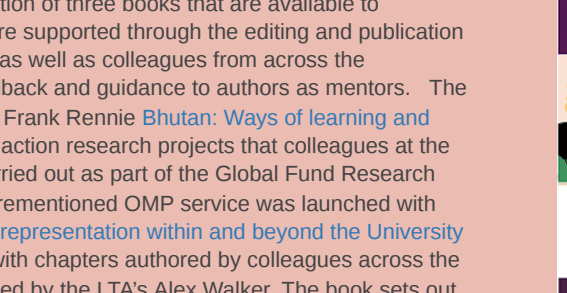 tion of three books that are available to
re supported through the editing and publication
as well as colleagues from across the
back and guidance to authors as mentors. The
Frank Rennie Bhutan: Ways of learning and
action research projects that colleagues at the
ried out as part of the Global Fund Research
rementioned OMP service was launched with
representation within and beyond the University
with chapters authored by colleagues across the
ed by the LTA's Alex Walker. The book sets out